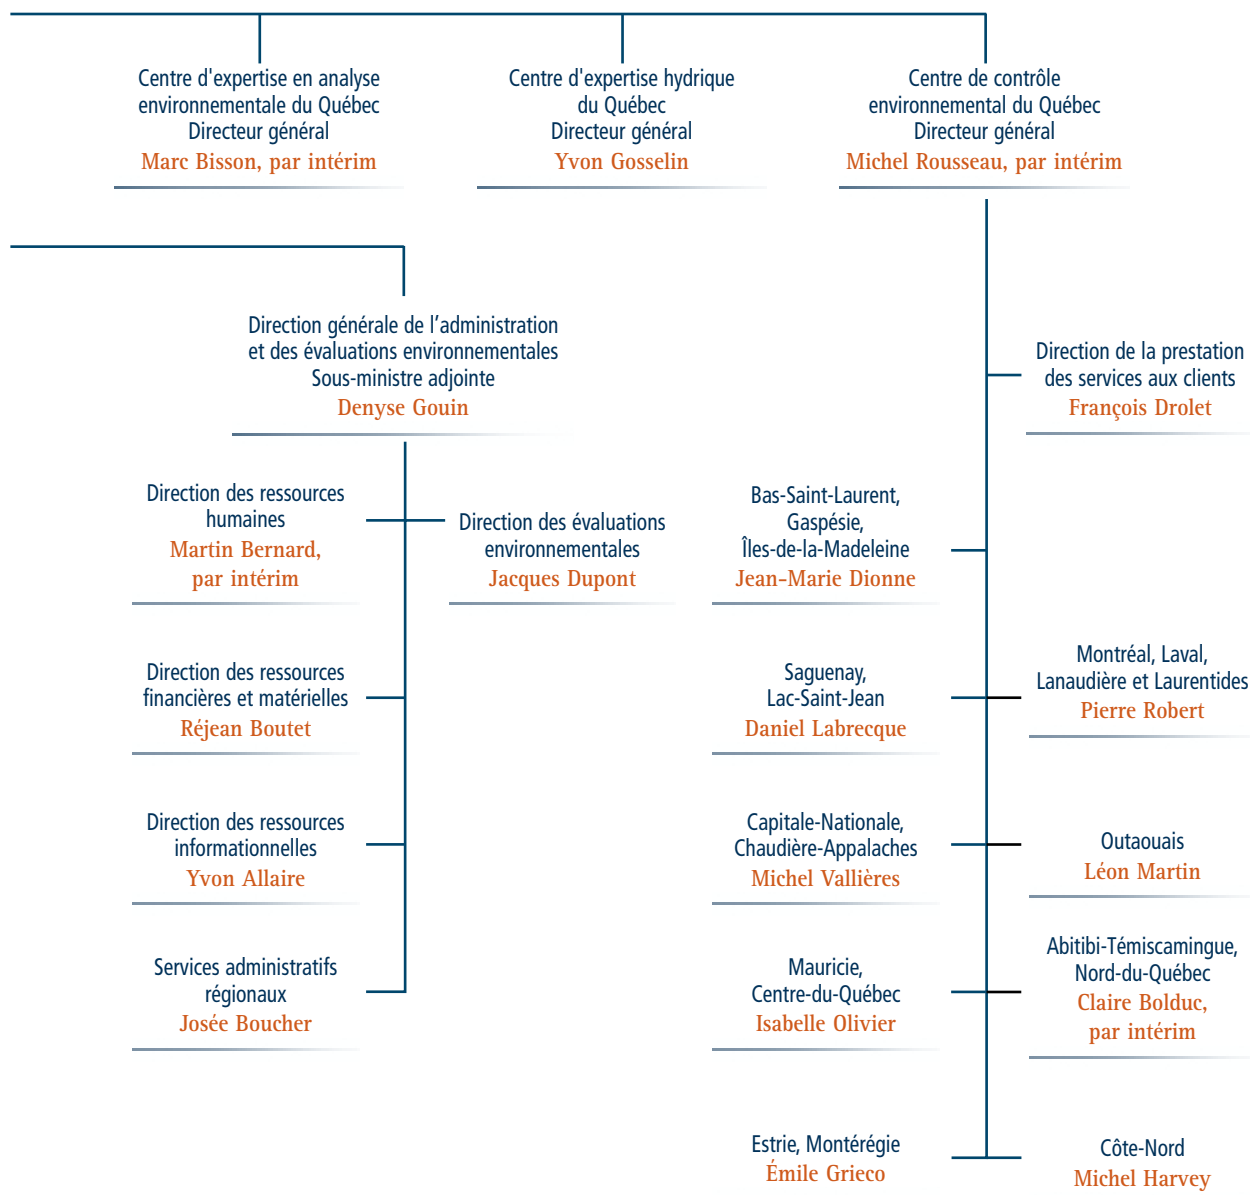 Centre d'expertise en analyse
environnementale du Québec
Directeur général
Marc Bisson, par intérim
Centre d'expertise hydrique
du Québec
Directeur général
Yvon Gosselin
Centre de contrôle
environnemental du Québec
Directeur général
Michel Rousseau, par intérim
Direction générale de l’administration
et des évaluations environnementales
Sous-ministre adjointe
Denyse Gouin
Direction des ressources
humaines
Martin Bernard,
par intérim
Direction des évaluations
environnementales
Jacques Dupont
Direction des ressources
financières et matérielles
Réjean Boutet
Direction des ressources
informationnelles
Yvon Allaire
Services administratifs
régionaux
Josée Boucher
Direction de la prestation
des services aux clients
François Drolet
Bas-Saint-Laurent,
Gaspésie,
Îles-de-la-Madeleine
Jean-Marie Dionne
Saguenay,
Lac-Saint-Jean
Daniel Labrecque
Montréal, Laval,
Lanaudière et Laurentides
Pierre Robert
Capitale-Nationale,
Chaudière-Appalaches
Michel Vallières
Outaouais
Léon Martin
Mauricie,
Centre-du-Québec
Isabelle Olivier
Abitibi-Témiscamingue,
Nord-du-Québec
Claire Bolduc,
par intérim
Estrie, Montérégie
Émile Grieco
Côte-Nord
Michel Harvey